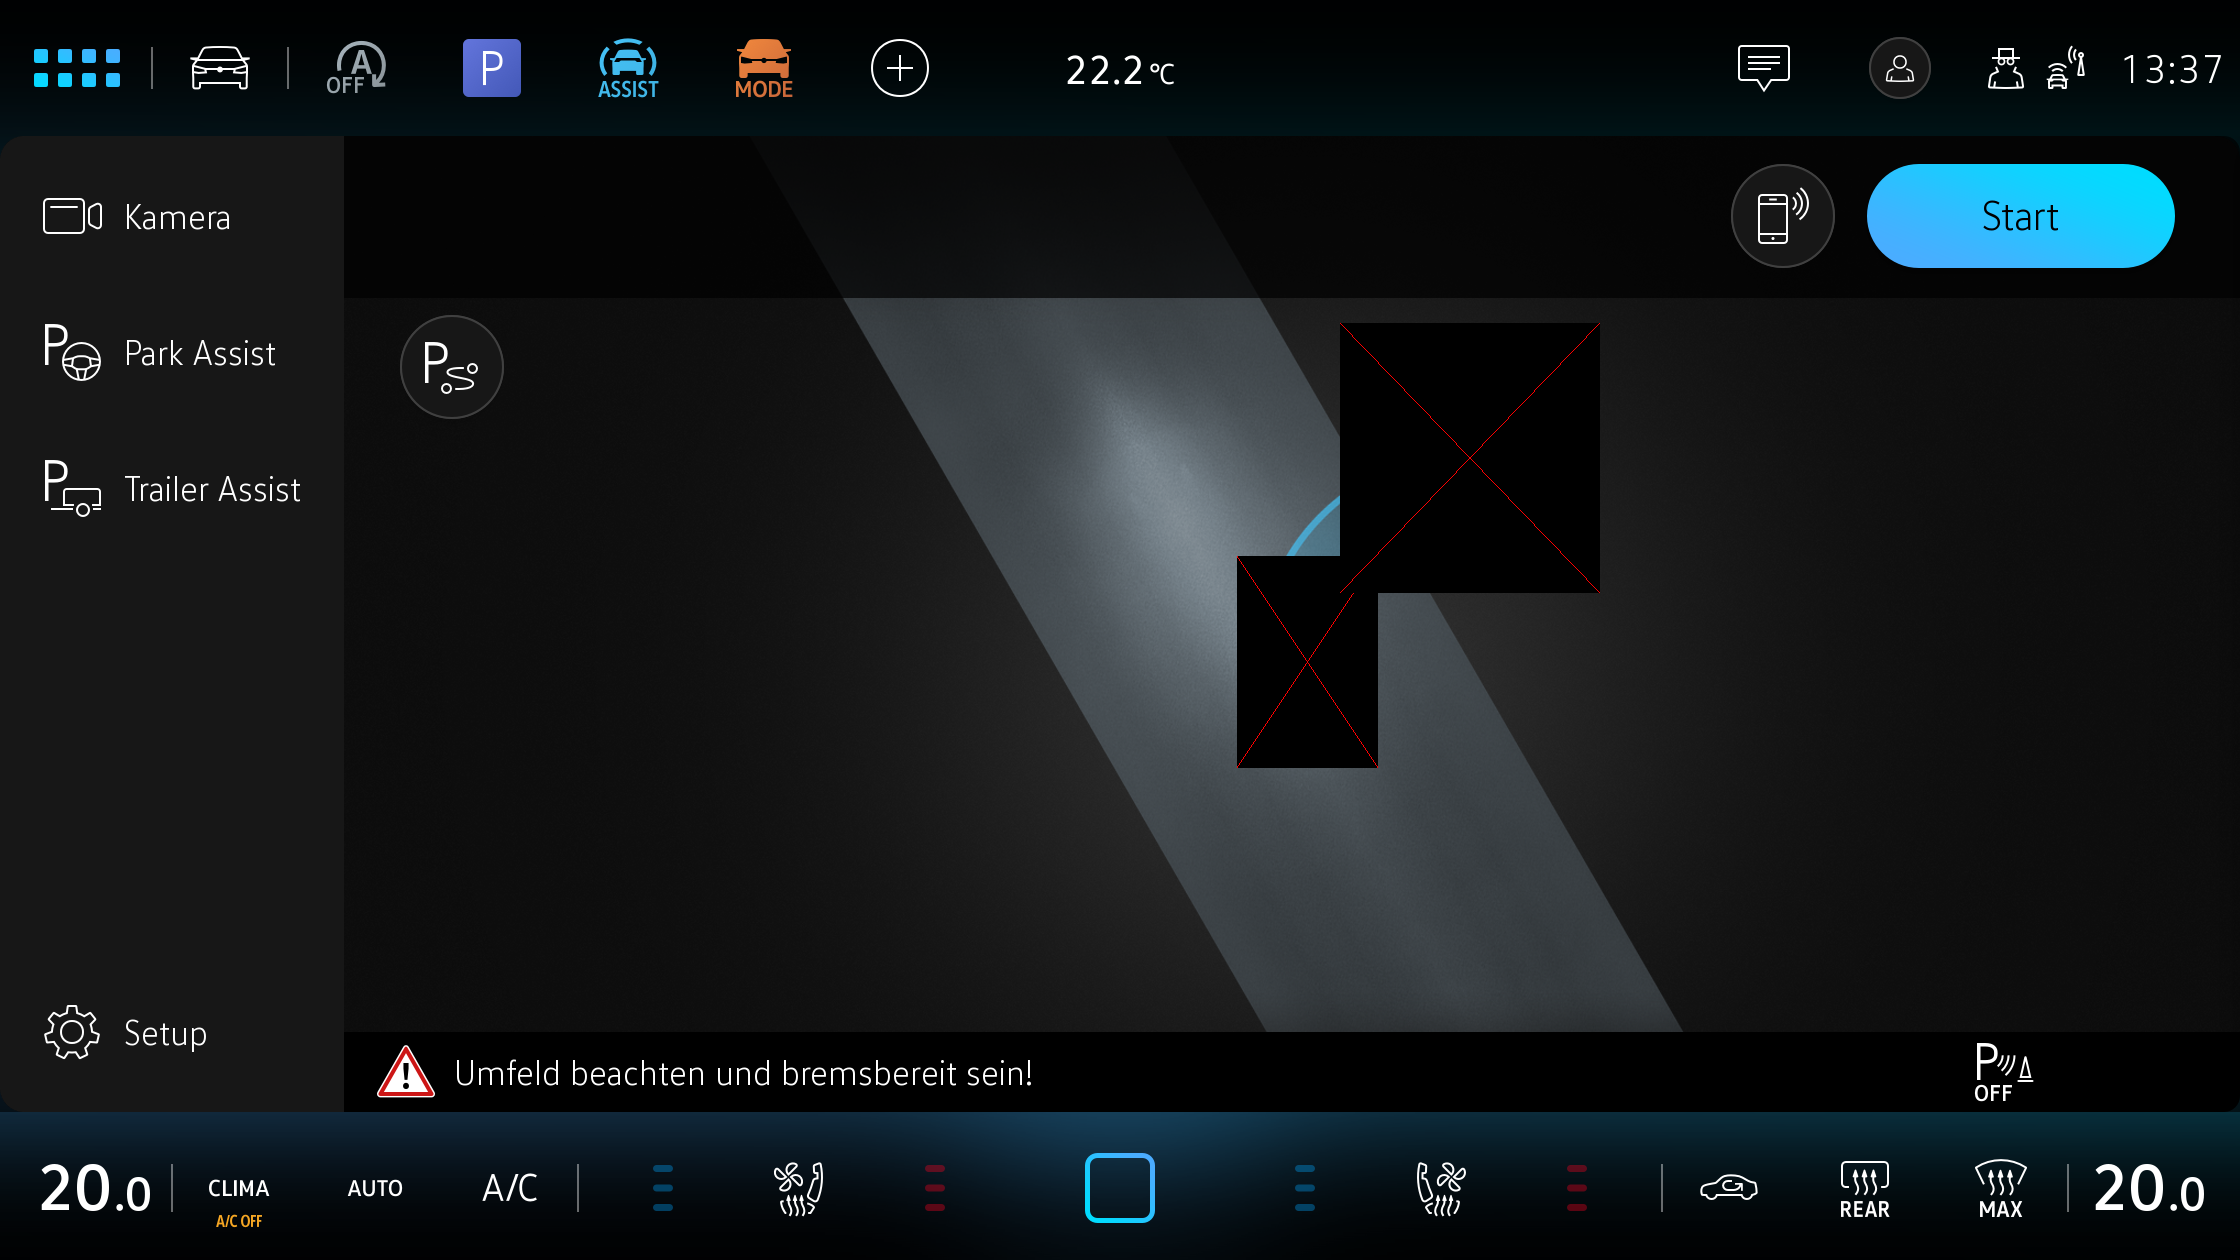 A
OFF
P
ASSIST
MODE
22.2 °C
13:37
Kamera
Start
P
P
Park Assist
P
Trailer Assist
Setup
Umfeld beachten und bremsbereit sein!
P
OFF
20.0
CLIMA
A/C OFF
AUTO
A/C
REAR
MAX
20.0